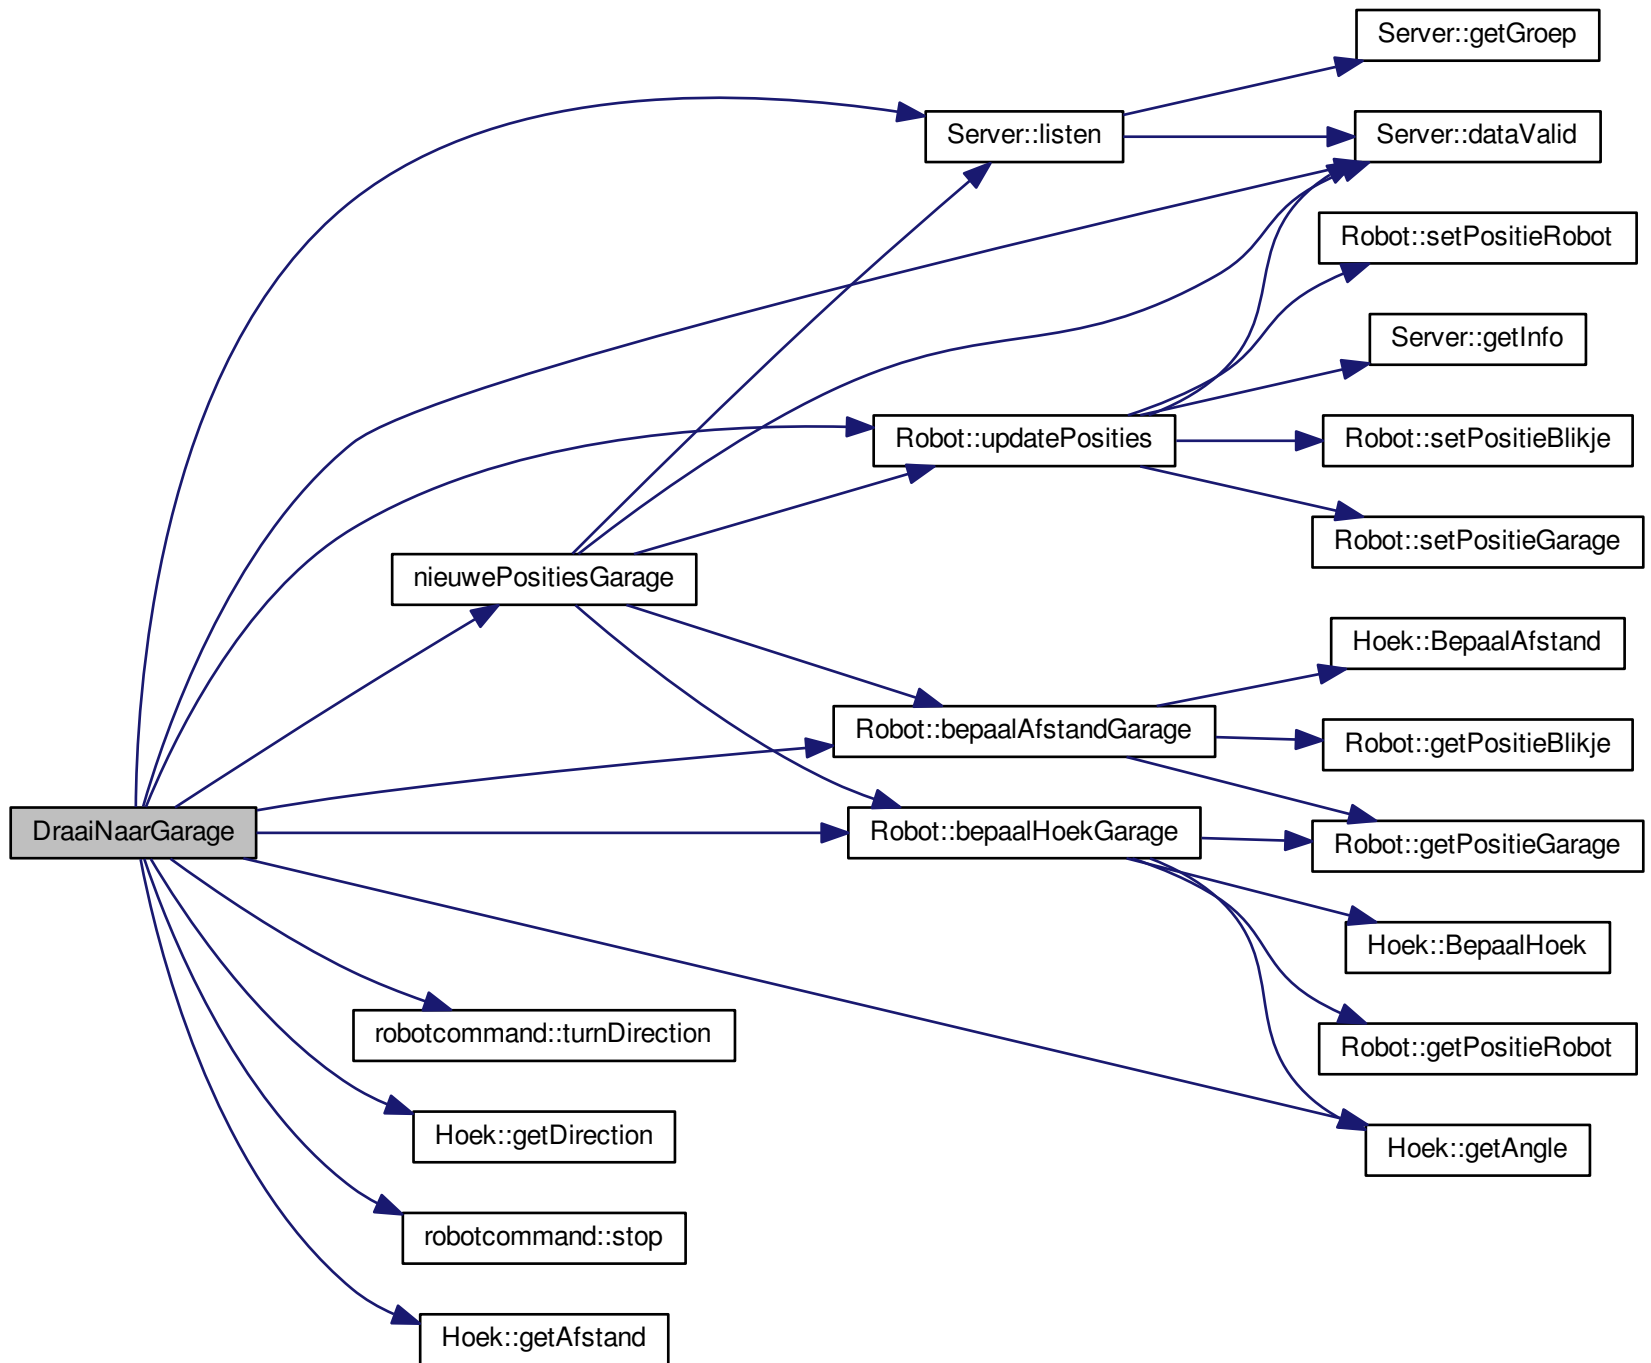 Server::getGroep
Server::listen
Server::dataValid
Robot::setPositieRobot
Server::getInfo
Robot::updatePosities
Robot::setPositieBlikje
Robot::setPositieGarage
nieuwePositiesGarage
Hoek::BepaalAfstand
Robot::bepaalAfstandGarage
Robot::getPositieBlikje
DraaiNaarGarage
Robot::bepaalHoekGarage
Robot::getPositieGarage
Hoek::BepaalHoek
robotcommand::turnDirection
Robot::getPositieRobot
Hoek::getDirection
Hoek::getAngle
robotcommand::stop
Hoek::getAfstand